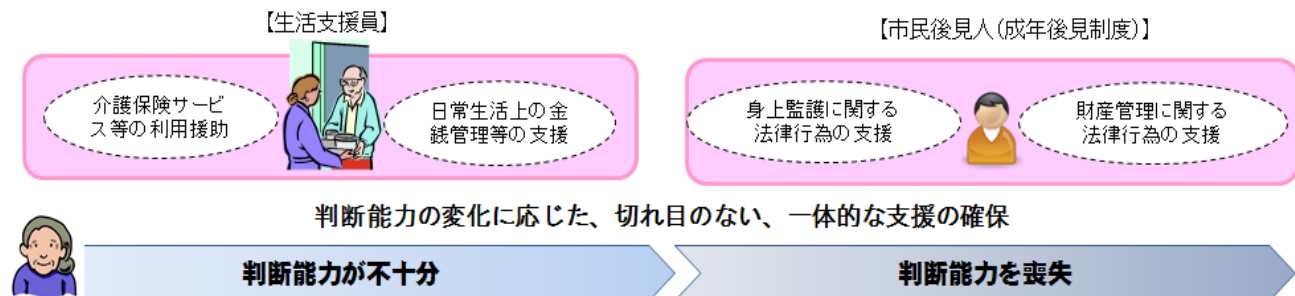 【生活支援員】
【市民後見人(成年後見制度)】
介護保険サービ
ス等の利用援助
日常生活上の金
銭管理等の支援
身上監護に関する
法律行為の支援
財産管理に関する
法律行為の支援
判断能力の変化に応じた、切れ目のない、一体的な支援の確保
判断能力が不十分
判断能力を喪失